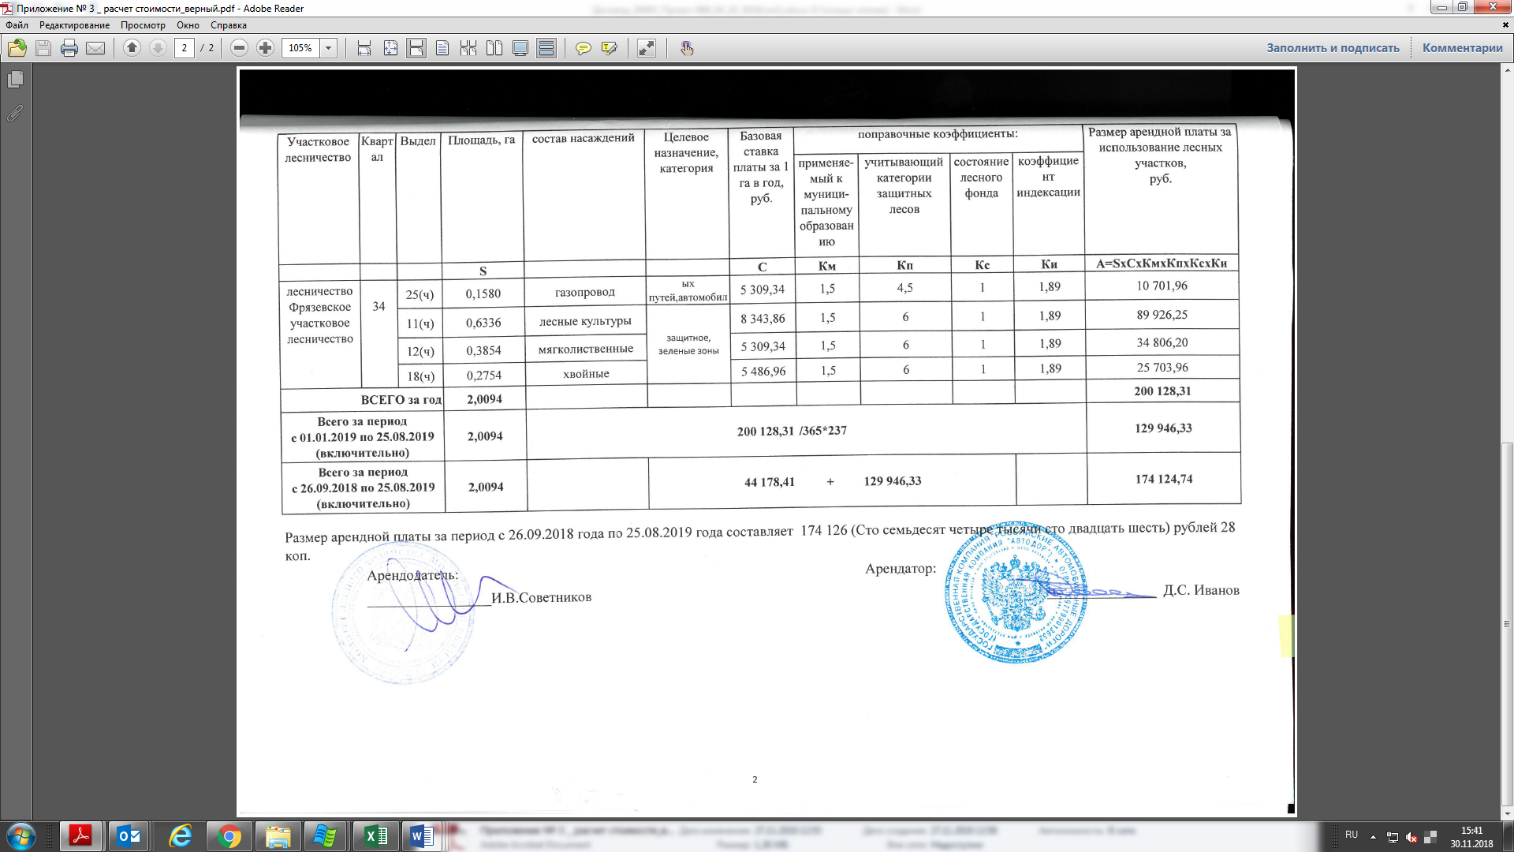 Приложение № 3 _ расчет стоимости_верный.pdf - Adobe Reader
Файл Редактирование Просмотр Окно Справка
2 / 2 105% Заполнить и подписать Комментарии
Участковое лесничество
Квартал
Выдел
Площадь, га
состав насаждений
Целевое назначение, категория
Базовая ставка платы за 1 га в год, руб.
поправочные коэффициенты:
применяе-
мый к
муници-
пальному
образован
ию
учитывающий
категории
защитных
лесов
состояние
лесного
фонда
коэффицие
нт
индексации
Размер арендной платы за
использование лесных
участков,
руб.
S С Км Кп Кс Ки А=SxСxКмxКпxКсxКи
лесничество
Фрязевское
участковое
лесничество
34
25(ч) 0,1580 газопровод ых путей,автомобил 5 309,34 1,5 4,5 1 1,89 10 701,96
11(ч) 0,6336 лесные культуры 8 343,86 1,5 6 1 1,89 89 926,25
защитное,
зеленые зоны
12(ч) 0,3854 мягколиственные 5 309,34 1,5 6 1 1,89 34 806,20
18(ч) 0,2754 хвойные 5 486,96 1,5 6 1 1,89 25 703,96
ВСЕГО за год 2,0094 200 128,31
Всего за период
с 01.01.2019 по 25.08.2019
(включительно)
2,0094 200 128,31 /365*237 129 946,33
Всего за период
с 26.09.2018 по 25.08.2019
(включительно)
2,0094 44 178,41 + 129 946,33 174 124,74
Размер арендной платы за период с 26.09.2018 года по 25.08.2019 года составляет 174 126 (Сто семьдесят четыре тысячи сто двадцать шесть) рублей 28
коп.
Арендодатель:
И.В.Советников
Арендатор:
Д.С. Иванов
2
RU
15:41
30.11.2018